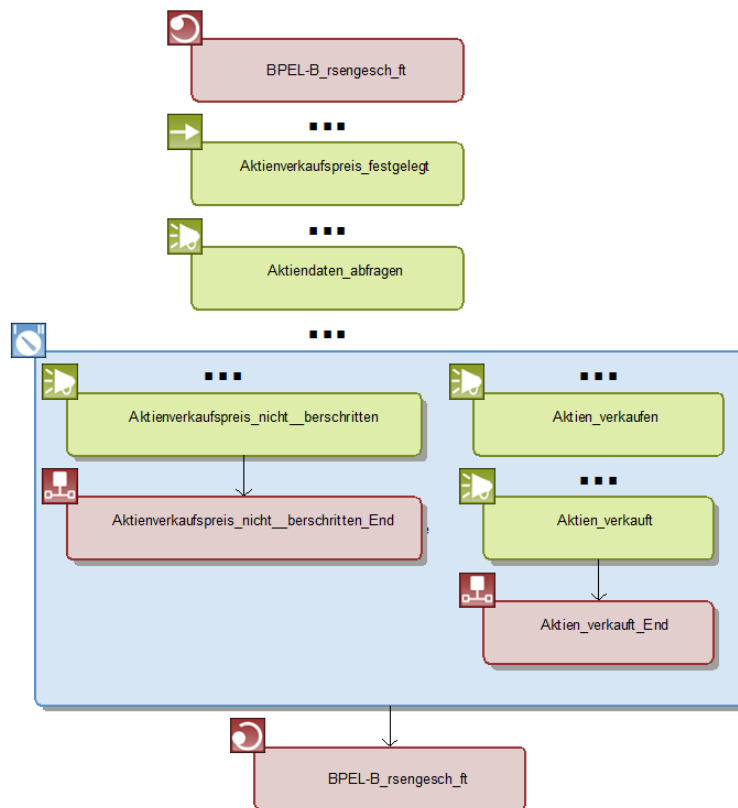 BPEL-B_rsengesch_ft
Aktienverkaufspreis_festgelegt
Aktiendaten_abfragen
Aktienverkaufspreis_nicht__berschritten
Aktien_verkaufen
Aktienverkaufspreis_nicht__berschritten_End
Aktien_verkauft
Aktien_verkauft_End
BPEL-B_rsengesch_ft